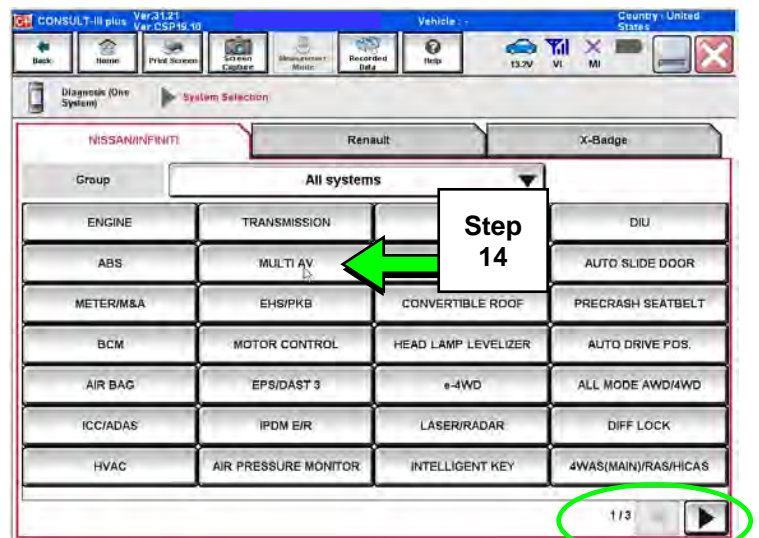 CONSULT-III plus Ver.31.21 Vehicle : - Country : United
Ver.CSP19.10 States
Back Home Print Screen Screen Capture Measurement Mode Recorded Data Help 13.2V VI MI
Diagnosis (One System) System Selection
NISSAN/INFINITI Renault X-Badge
Group All systems
ENGINE TRANSMISSION DIU
Step 14
ABS MULTI AV AUTO SLIDE DOOR
METER/M&A EHS/PKB CONVERTIBLE ROOF PRECRASH SEATBELT
BCM MOTOR CONTROL HEAD LAMP LEVELIZER AUTO DRIVE POS.
AIR BAG EPS/DAST 3 e-4WD ALL MODE AWD/4WD
ICC/ADAS IPDM E/R LASER/RADAR DIFF LOCK
HVAC AIR PRESSURE MONITOR INTELLIGENT KEY 4WAS(MAIN)/RAS/HICAS
1/3